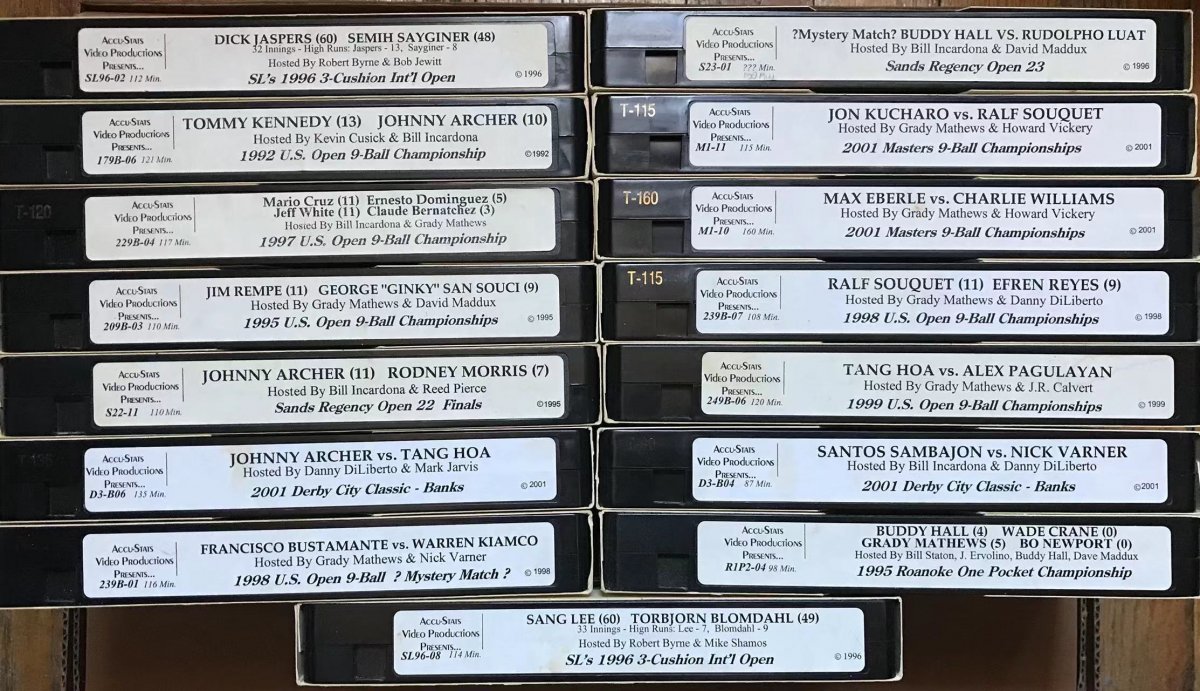 ACCU-STATS
VIDEO PRODUCTIONS
PRESENTS...
SL96-02 112 Min.
DICK JASPERS (60) SEMIH SAYGINER (48)
32 Innings - High Runs: Jaspers - 13, Sayginer - 8
Hosted By Robert Byrne & Bob Jewitt
SL's 1996 3-Cushion Int'l Open
© 1996
ACCU-STATS
VIDEO PRODUCTIONS
PRESENTS...
S23-01 ??? Min.
?Mystery Match? BUDDY HALL VS. RUDOLPHO LUAT
Hosted By Bill Incardona & David Maddux
Sands Regency Open 23
© 1996
ACCU-STATS
VIDEO PRODUCTIONS
PRESENTS...
179B-06 121 Min.
TOMMY KENNEDY (13) JOHNNY ARCHER (10)
Hosted By Kevin Cusick & Bill Incardona
1992 U.S. Open 9-Ball Championship
©1992
T-115
ACCU-STATS
VIDEO PRODUCTIONS
PRESENTS...
M1-11 115 Min.
JON KUCHARO vs. RALF SOUQUET
Hosted By Grady Mathews & Howard Vickery
2001 Masters 9-Ball Championships
© 2001
T-120
ACCU-STATS
VIDEO PRODUCTIONS
PRESENTS...
229B-04 117 Min.
Mario Cruz (11) Ernesto Dominguez (5)
Jeff White (11) Claude Bernatchez (3)
Hosted By Bill Incardona & Grady Mathews
1997 U.S. Open 9-Ball Championship
T-160
ACCU-STATS
VIDEO PRODUCTIONS
PRESENTS...
M1-10 160 Min.
MAX EBERLE vs. CHARLIE WILLIAMS
Hosted By Grady Mathews & Howard Vickery
2001 Masters 9-Ball Championships
© 2001
ACCU-STATS
VIDEO PRODUCTIONS
PRESENTS...
209B-03 110 Min.
JIM REMPE (11) GEORGE "GINKY" SAN SOUCI (9)
Hosted By Grady Mathews & David Maddux
1995 U.S. Open 9-Ball Championships
© 1995
T-115
ACCU-STATS
VIDEO PRODUCTIONS
PRESENTS...
239B-07 108 Min.
RALF SOUQUET (11) EFREN REYES (9)
Hosted By Grady Mathews & Danny DiLiberto
1998 U.S. Open 9-Ball Championships
© 1998
ACCU-STATS
VIDEO PRODUCTIONS
PRESENTS...
S22-11 110 Min.
JOHNNY ARCHER (11) RODNEY MORRIS (7)
Hosted By Bill Incardona & Reed Pierce
Sands Regency Open 22 Finals
©1995
ACCU-STATS
VIDEO PRODUCTIONS
PRESENTS...
249B-06 120 Min.
TANG HOA vs. ALEX PAGULAYAN
Hosted By Grady Mathews & J.R. Calvert
1999 U.S. Open 9-Ball Championships
© 1999
ACCU-STATS
VIDEO PRODUCTIONS
PRESENTS...
D3-B06 135 Min.
JOHNNY ARCHER vs. TANG HOA
Hosted By Danny DiLiberto & Mark Jarvis
2001 Derby City Classic - Banks
© 2001
ACCU-STATS
VIDEO PRODUCTIONS
PRESENTS...
D3-B04 87 Min.
SANTOS SAMBAJON vs. NICK VARNER
Hosted By Bill Incardona & Danny DiLiberto
2001 Derby City Classic - Banks
©2001
ACCU-STATS
VIDEO PRODUCTIONS
PRESENTS...
239B-01 116 Min.
FRANCISCO BUSTAMANTE vs. WARREN KIAMCO
Hosted By Grady Mathews & Nick Varner
1998 U.S. Open 9-Ball ? Mystery Match ?
© 1998
ACCU-STATS
VIDEO PRODUCTIONS
PRESENTS...
R1P2-04 98 Min.
BUDDY HALL (4) WADE CRANE (0)
GRADY MATHEWS (5) BO NEWPORT (0)
Hosted By Bill Staton, J. Ervolino, Buddy Hall, Dave Maddux
1995 Roanoke One Pocket Championship
ACCU-STATS
VIDEO PRODUCTIONS
PRESENTS...
SL96-08 114 Min.
SANG LEE (60) TORBJORN BLOMDAHL (49)
33 Innings - Hign Runs: Lee - 7, Blomdahl - 9
Hosted By Robert Byrne & Mike Shamos
SL's 1996 3-Cushion Int'l Open
© 1996